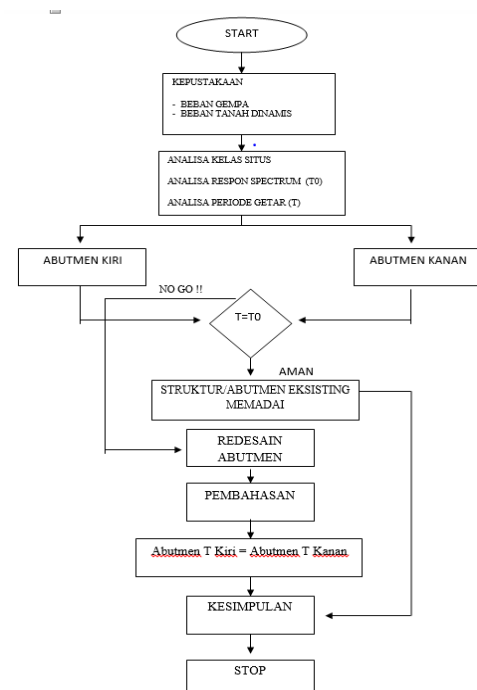 START
KEPUSTAKAAN
- BEBAN GEMPA
- BEBAN TANAH DINAMIS
ANALISA KELAS SITUS
ANALISA RESPON SPECTRUM (T0)
ANALISA PERIODE GETAR (T)
ABUTMEN KIRI
ABUTMEN KANAN
NO GO !!
T=T0
AMAN
STRUKTUR/ABUTMEN EKSISTING
MEMADAI
REDESAIN
ABUTMEN
PEMBAHASAN
Abutmen T Kiri = Abutmen T Kanan
KESIMPULAN
STOP